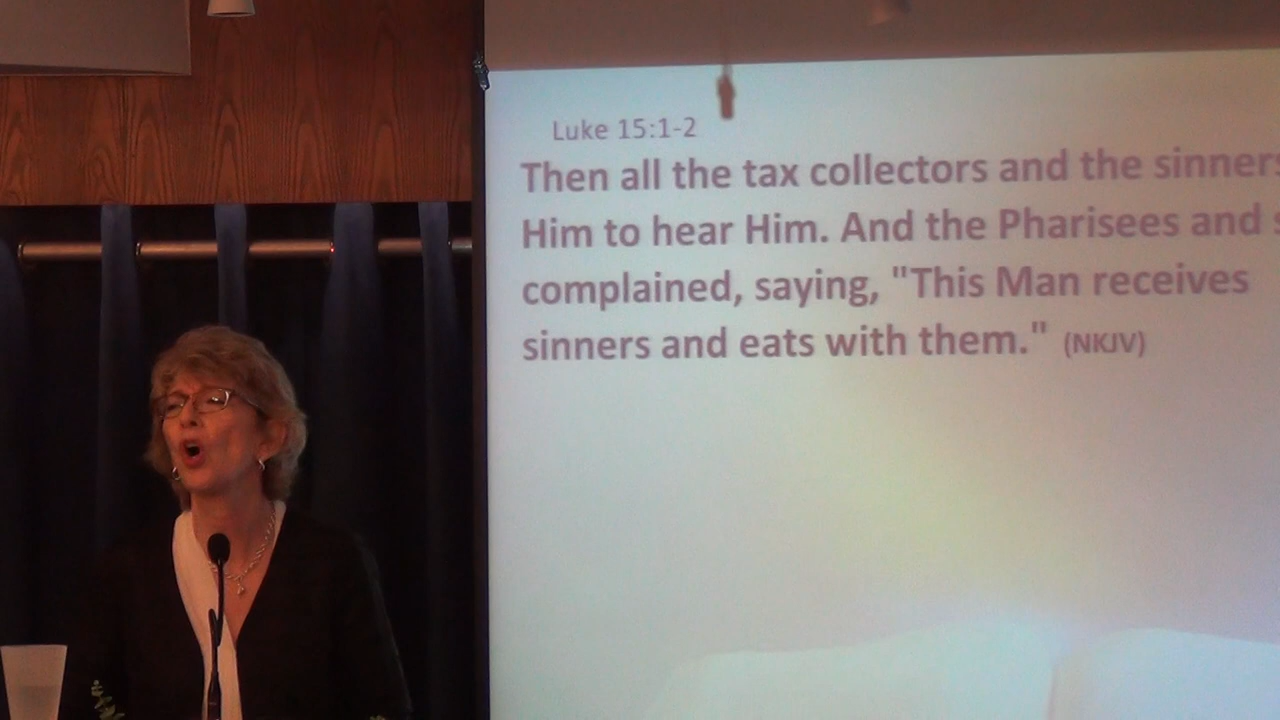 Luke 15:1-2
Then all the tax collectors and the sinners
Him to hear Him. And the Pharisees and
complained, saying, "This Man receives
sinners and eats with them." (NKJV)